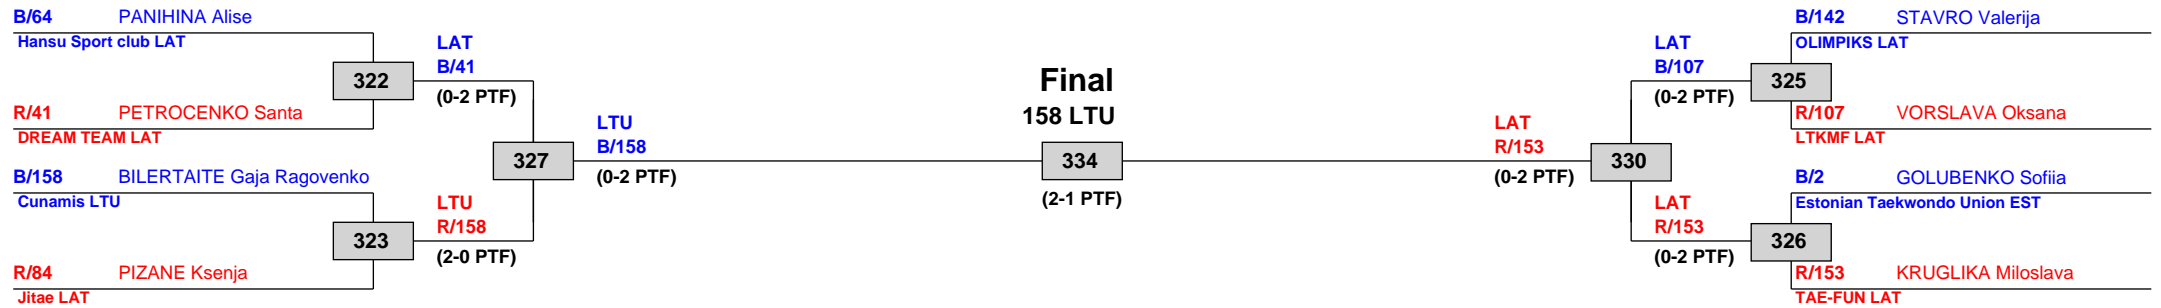 B/64 PANIHINA Alise
Hansu Sport club LAT
322
LAT
B/41
(0-2 PTF)
R/41 PETROCENKO Santa
DREAM TEAM LAT
327
LTU
B/158
(0-2 PTF)
B/158 BILERTAITE Gaja Ragovenko
Cunamis LTU
323
LTU
R/158
(2-0 PTF)
R/84 PIZANE Ksenja
Jitae LAT
Final
158 LTU
334
(2-1 PTF)
B/142 STAVRO Valerija
OLIMPIKS LAT
LAT
B/107
(0-2 PTF)
325
R/107 VORSLAVA Oksana
LTKMF LAT
LAT
R/153
(0-2 PTF)
330
B/2 GOLUBENKO Sofiia
Estonian Taekwondo Union EST
LAT
R/153
(0-2 PTF)
326
R/153 KRUGLIKA Miloslava
TAE-FUN LAT